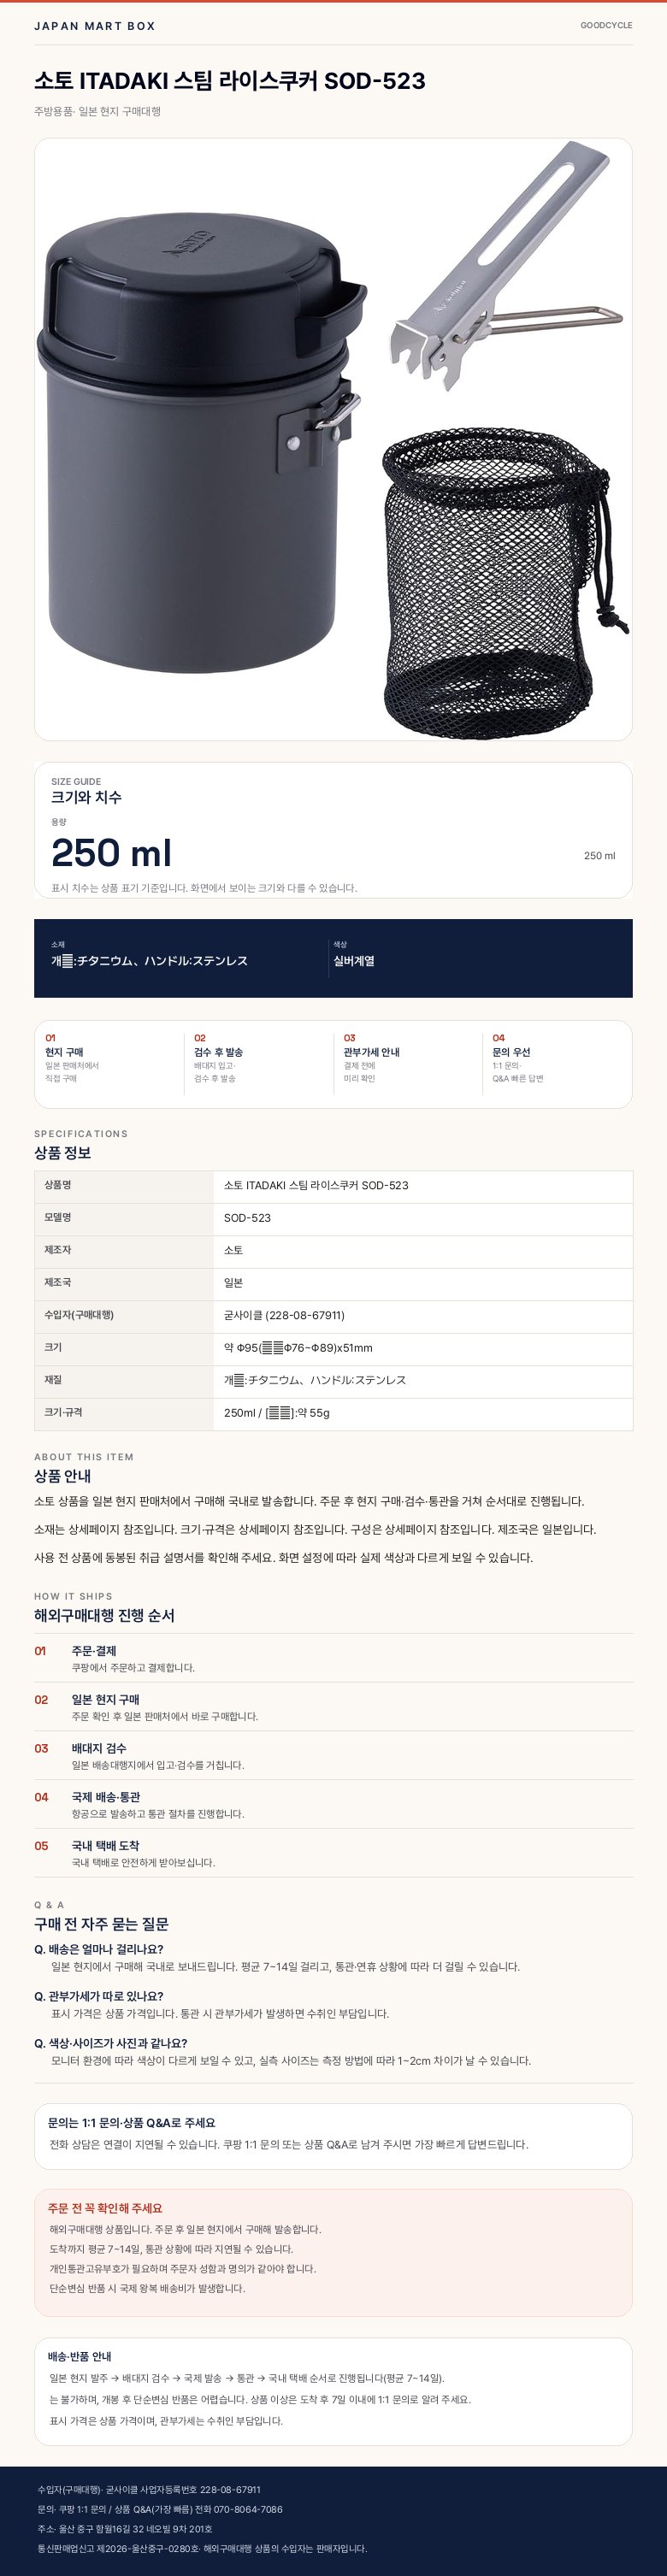 JAPAN MART BOX
GOODCYCLE
소토 ITADAKI 스팀 라이스쿠커 SOD-523
주방용품· 일본 현지 구매대행
SOTO
SIZE GUIDE
크기와 치수
용량
250 ml
250 ml
표시 치수는 상품 표기 기준입니다. 화면에서 보이는 크기와 다를 수 있습니다.
소재
개:チタニウム、ハンドル:ステンレス
색상
실버계열
01
현지 구매
일본 판매처에서
직접 구매
02
검수 후 발송
배대지 입고·
검수 후 발송
03
관부가세 안내
결제 전에
미리 확인
04
문의 우선
1:1 문의·
Q&A 빠른 답변
SPECIFICATIONS
상품 정보
상품명 소토 ITADAKI 스팀 라이스쿠커 SOD-523
모델명 SOD-523
제조자 소토
제조국 일본
수입자(구매대행) 굳사이클 (228-08-67911)
크기 약 Φ95(Φ76-Φ89)x51mm
재질 개:チタニウム、ハンドル:ステンレス
크기·규격 250ml / []:약 55g
ABOUT THIS ITEM
상품 안내
소토 상품을 일본 현지 판매처에서 구매해 국내로 발송합니다. 주문 후 현지 구매·검수·통관을 거쳐 순서대로 진행됩니다.
소재는 상세페이지 참조입니다. 크기·규격은 상세페이지 참조입니다. 구성은 상세페이지 참조입니다. 제조국은 일본입니다.
사용 전 상품에 동봉된 취급 설명서를 확인해 주세요. 화면 설정에 따라 실제 색상과 다르게 보일 수 있습니다.
HOW IT SHIPS
해외구매대행 진행 순서
01 주문·결제
쿠팡에서 주문하고 결제합니다.
02 일본 현지 구매
주문 확인 후 일본 판매처에서 바로 구매합니다.
03 배대지 검수
일본 배송대행지에서 입고·검수를 거칩니다.
04 국제 배송·통관
항공으로 발송하고 통관 절차를 진행합니다.
05 국내 택배 도착
국내 택배로 안전하게 받아보십니다.
Q & A
구매 전 자주 묻는 질문
Q. 배송은 얼마나 걸리나요?
일본 현지에서 구매해 국내로 보내드립니다. 평균 7-14일 걸리고, 통관·연휴 상황에 따라 더 걸릴 수 있습니다.
Q. 관부가세가 따로 있나요?
표시 가격은 상품 가격입니다. 통관 시 관부가세가 발생하면 수취인 부담입니다.
Q. 색상·사이즈가 사진과 같나요?
모니터 환경에 따라 색상이 다르게 보일 수 있고, 실측 사이즈는 측정 방법에 따라 1-2cm 차이가 날 수 있습니다.
문의는 1:1 문의·상품 Q&A로 주세요
전화 상담은 연결이 지연될 수 있습니다. 쿠팡 1:1 문의 또는 상품 Q&A로 남겨 주시면 가장 빠르게 답변드립니다.
주문 전 꼭 확인해 주세요
해외구매대행 상품입니다. 주문 후 일본 현지에서 구매해 발송합니다.
도착까지 평균 7-14일, 통관 상황에 따라 지연될 수 있습니다.
개인통관고유부호가 필요하며 주문자 성함과 명의가 같아야 합니다.
단순변심 반품 시 국제 왕복 배송비가 발생합니다.
배송·반품 안내
일본 현지 발주 → 배대지 검수 → 국제 발송 → 통관 → 국내 택배 순서로 진행됩니다(평균 7-14일).
는 불가하며, 개봉 후 단순변심 반품은 어렵습니다. 상품 이상은 도착 후 7일 이내에 1:1 문의로 알려 주세요.
표시 가격은 상품 가격이며, 관부가세는 수취인 부담입니다.
수입자(구매대행)· 굳사이클 사업자등록번호 228-08-67911
문의· 쿠팡 1:1 문의 / 상품 Q&A(가장 빠름) 전화 070-8064-7086
주소· 울산 중구 함월16길 32 네오빌 9차 201호
통신판매업신고 제2026-울산중구-0280호· 해외구매대행 상품의 수입자는 판매자입니다.